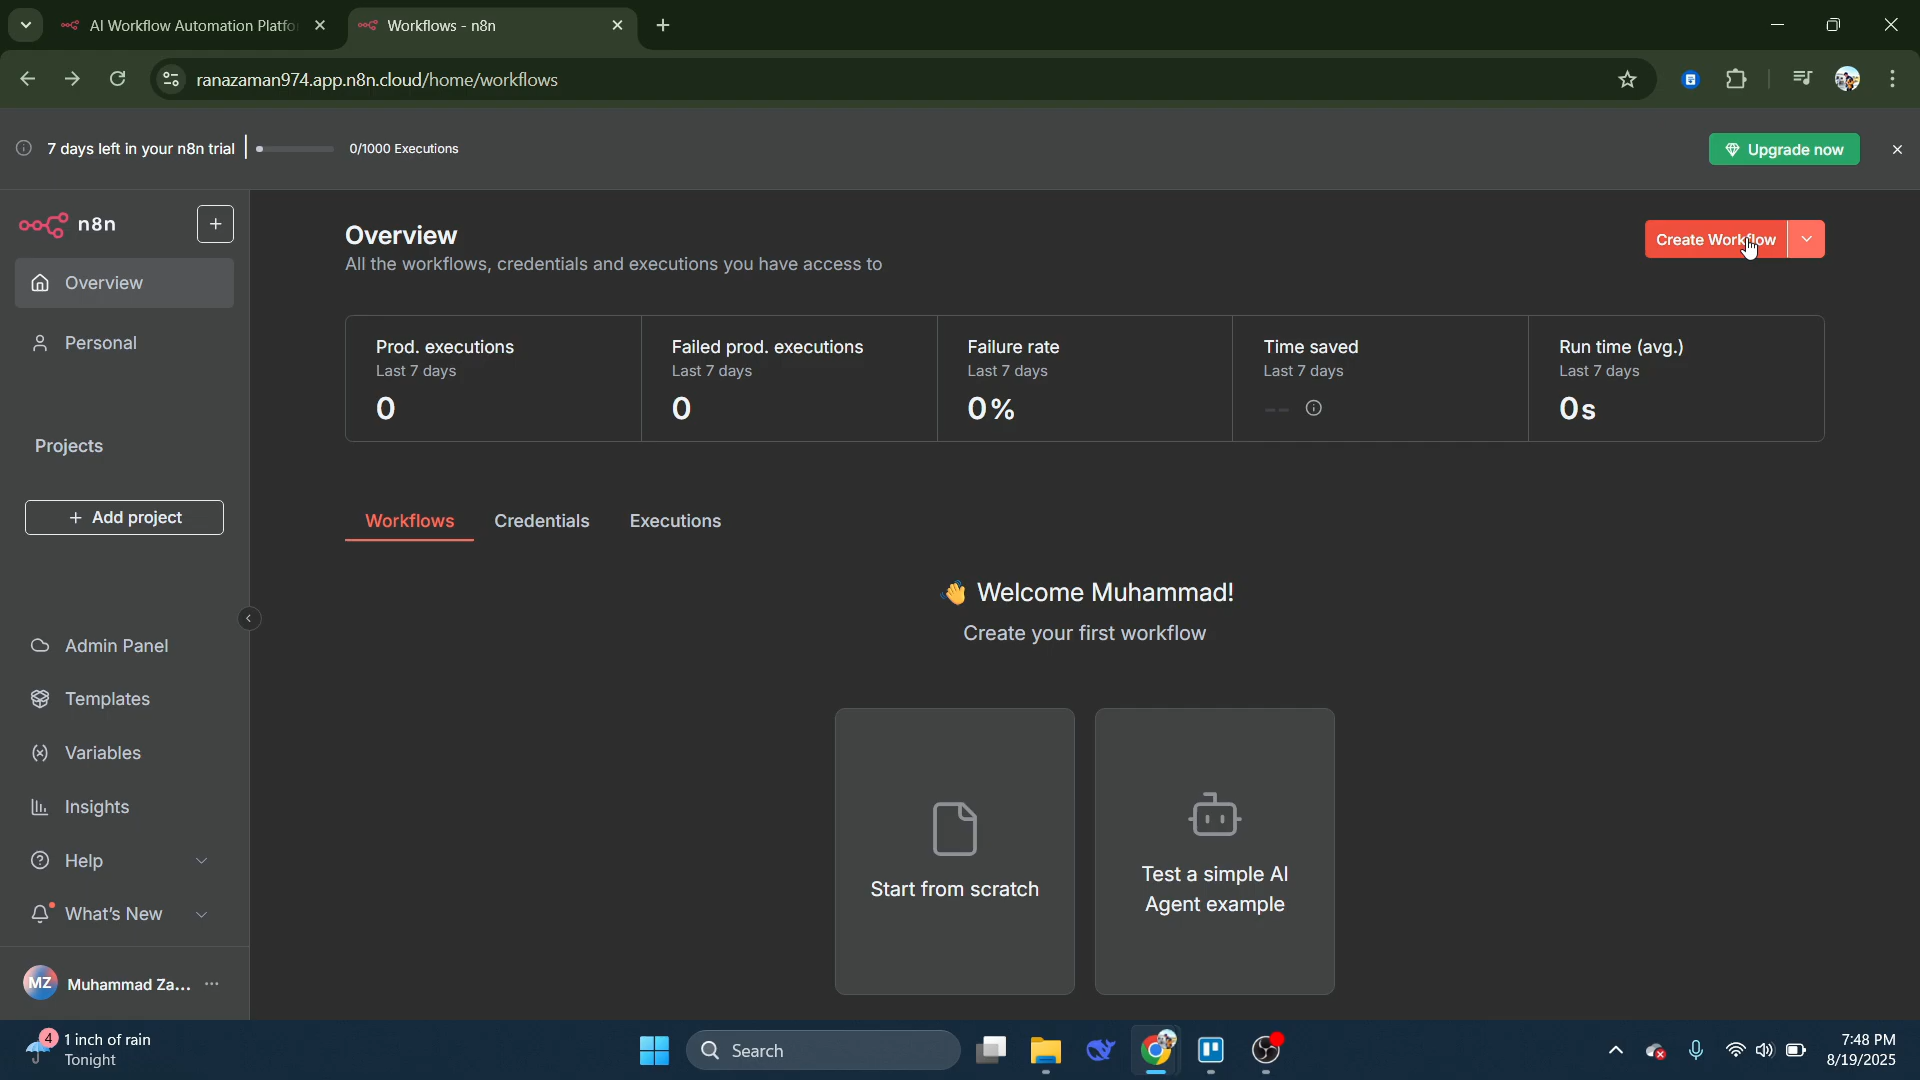 AI Workflow Automation Platfo
Workflows - n8n
ranazaman974.app.n8n.cloud/home/workflows
7 days left in your n8n trial
0/1000 Executions
Upgrade now
n8n
Overview
Personal
Projects
+ Add project
Admin Panel
Templates
Variables
Insights
Help
What's New
MZ
Muhammad Za...
Overview
All the workflows, credentials and executions you have access to
Create Workflow
Prod. executions
Last 7 days
0
Failed prod. executions
Last 7 days
0
Failure rate
Last 7 days
0%
Time saved
Last 7 days
--
Run time (avg.)
Last 7 days
0s
Workflows
Credentials
Executions
👋 Welcome Muhammad!
Create your first workflow
Start from scratch
Test a simple AI
Agent example
4
1 inch of rain
Tonight
Search
7:48 PM
8/19/2025